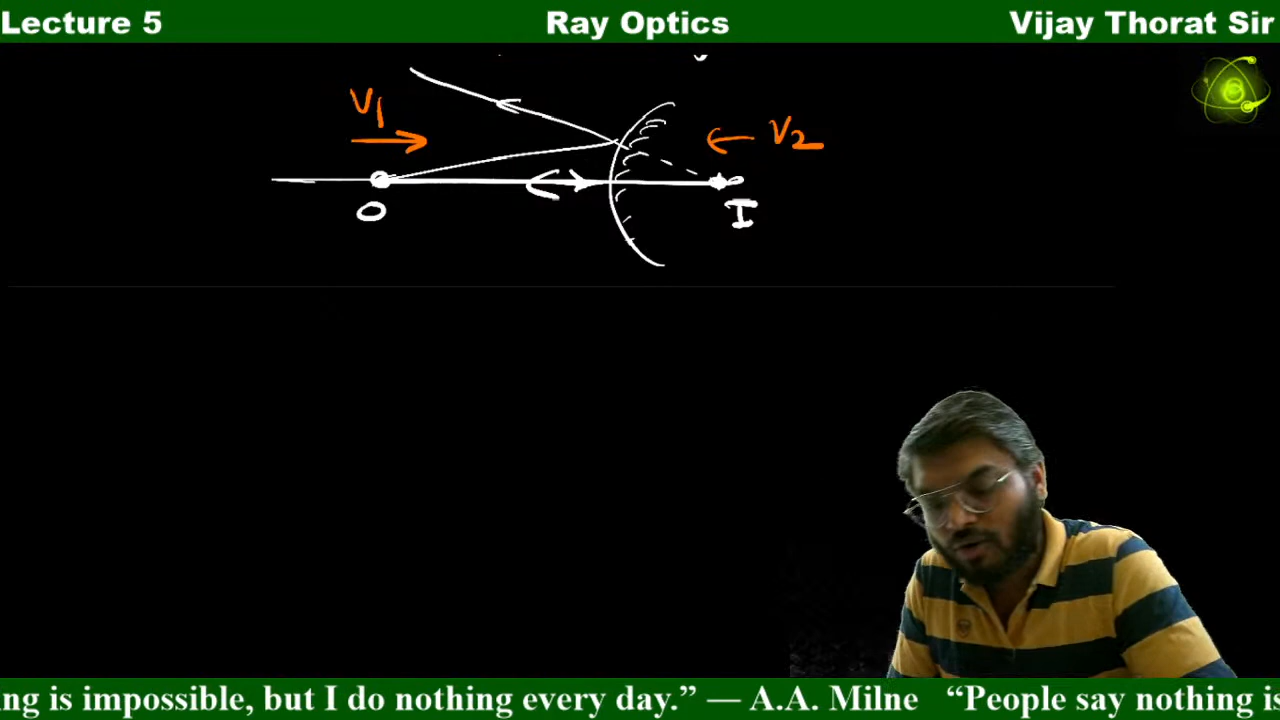 Lecture 5 Ray Optics Vijay Thorat Sir
V1
V2
O
I
ng is impossible, but I do nothing every day.” — A.A. Milne “People say nothing is